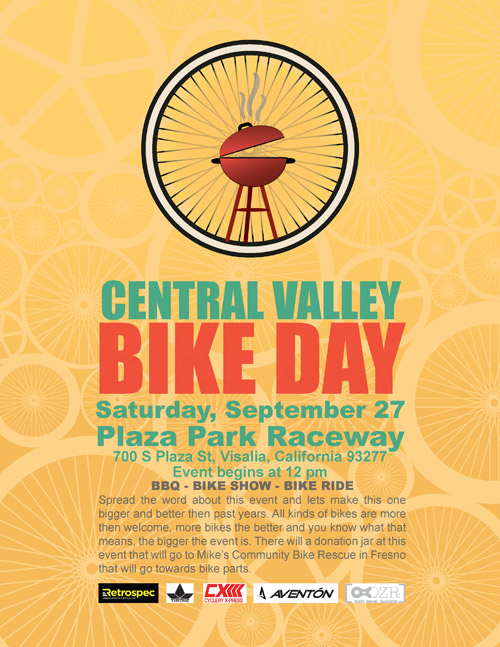 CENTRAL VALLEY
BIKE DAY
Saturday, September 27
Plaza Park Raceway
700 S Plaza St, Visalia, California 93277
Event begins at 12 pm
BBQ - BIKE SHOW - BIKE RIDE
Spread the word about this event and lets make this one
bigger and better then past years. All kinds of bikes are more
then welcome, more bikes the better and you know what that
means, the bigger the event is. There will a donation jar at this
event that will go to Mike's Community Bike Rescue in Fresno
that will go towards bike parts.
Retrospec
CX
CYCLERY X-PRESS
AVENTÓN
DZR